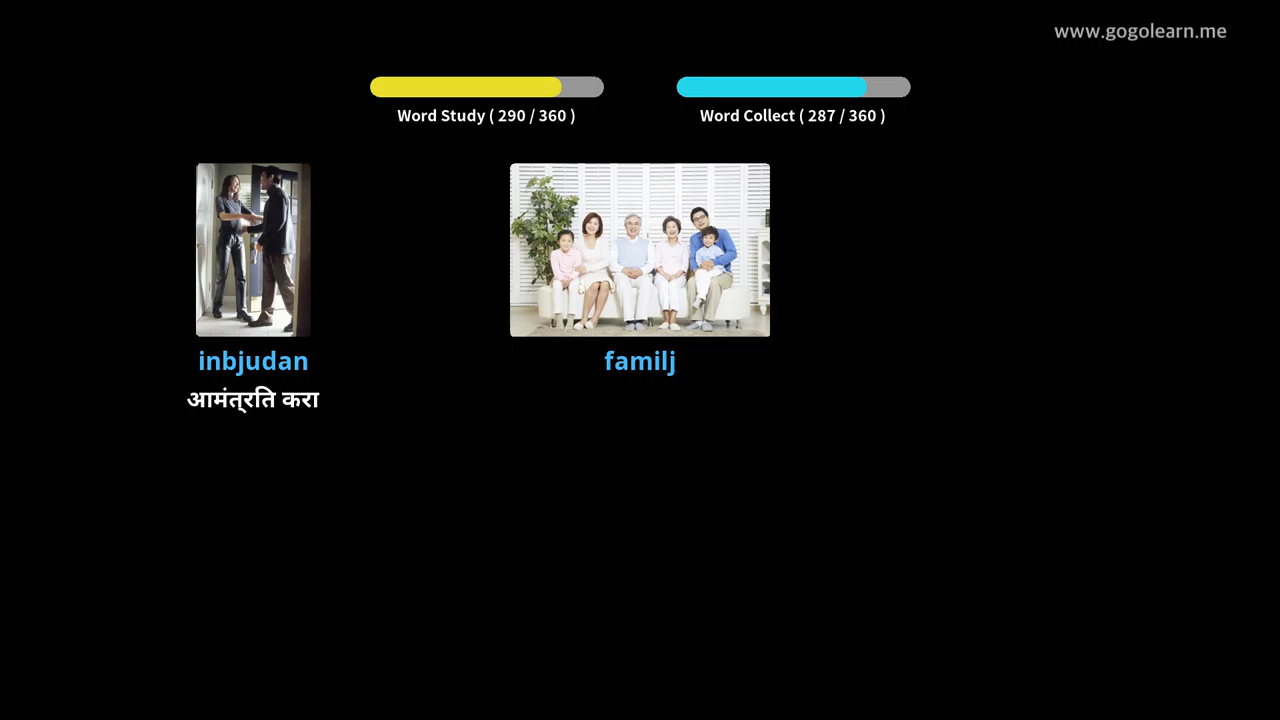 www.gogolearn.me
Word Study ( 290 / 360 )
Word Collect ( 287 / 360 )
inbjudan
familj
आमंत्रति करा